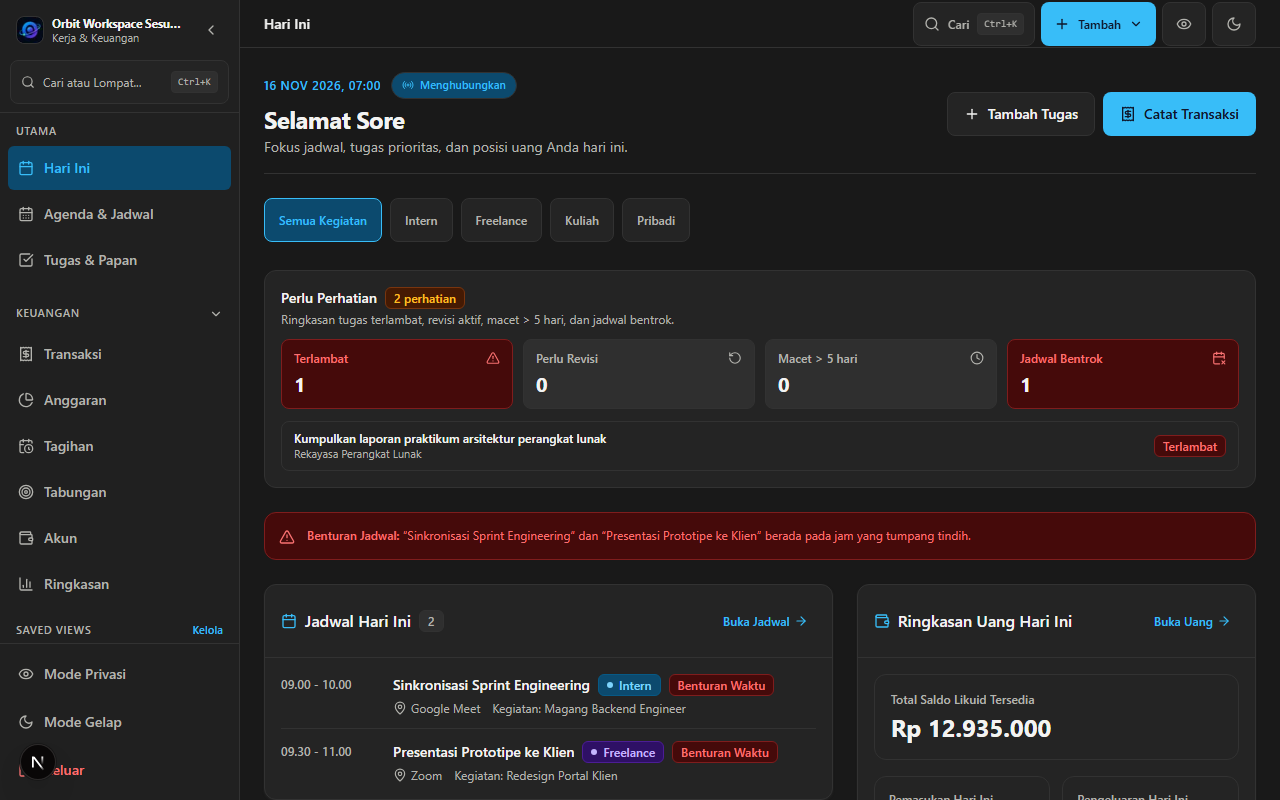 Orbit Workspace Sesu...
Kerja & Keuangan
Cari atau Lompat... Ctrl+K
UTAMA
Hari Ini
Agenda & Jadwal
Tugas & Papan
KEUANGAN
Transaksi
Anggaran
Tagihan
Tabungan
Akun
Ringkasan
SAVED VIEWS Kelola
Mode Privasi
Mode Gelap
N
eluar
Hari Ini
Cari Ctrl+K
Tambah
16 NOV 2026, 07:00 Menghubungkan
Selamat Sore
Fokus jadwal, tugas prioritas, dan posisi uang Anda hari ini.
Tambah Tugas
Catat Transaksi
Semua Kegiatan Intern Freelance Kuliah Pribadi
Perlu Perhatian 2 perhatian
Ringkasan tugas terlambat, revisi aktif, macet > 5 hari, dan jadwal bentrok.
Terlambat
1
Perlu Revisi
0
Macet > 5 hari
0
Jadwal Bentrok
1
Kumpulkan laporan praktikum arsitektur perangkat lunak
Rekayasa Perangkat Lunak
Terlambat
Benturan Jadwal: "Sinkronisasi Sprint Engineering" dan "Presentasi Prototipe ke Klien" berada pada jam yang tumpang tindih.
Jadwal Hari Ini 2 Buka Jadwal
09.00 - 10.00 Sinkronisasi Sprint Engineering Intern Benturan Waktu
Google Meet Kegiatan: Magang Backend Engineer
09.30 - 11.00 Presentasi Prototipe ke Klien Freelance Benturan Waktu
Zoom Kegiatan: Redesign Portal Klien
Ringkasan Uang Hari Ini Buka Uang
Total Saldo Likuid Tersedia
Rp 12.935.000
Pemasukan Hari Ini Pengeluaran Hari Ini